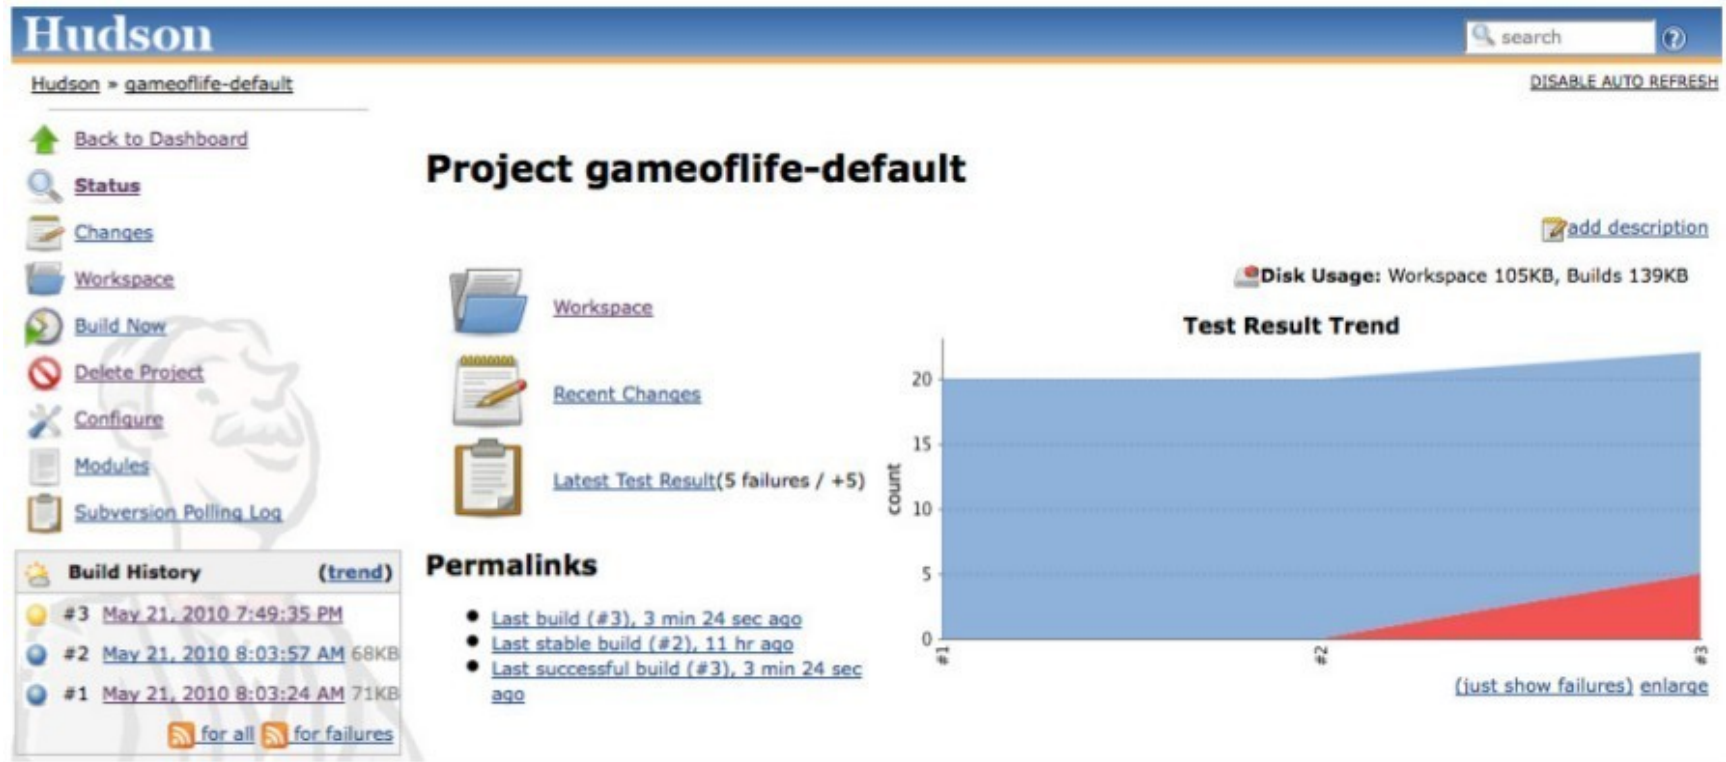 Hudson
search
Hudson » gameoflife-default
DISABLE AUTO REFRESH
Back to Dashboard
Status
Changes
Workspace
Build Now
Delete Project
Configure
Modules
Subversion Polling Log
Build History (trend)
#3 May 21, 2010 7:49:35 PM
#2 May 21, 2010 8:03:57 AM 68KB
#1 May 21, 2010 8:03:24 AM 71KB
for all for failures
Project gameoflife-default
add description
Disk Usage: Workspace 105KB, Builds 139KB
Workspace
Recent Changes
Latest Test Result(5 failures / +5)
Permalinks
Last build (#3), 3 min 24 sec ago
Last stable build (#2), 11 hr ago
Last successful build (#3), 3 min 24 sec
ago
Test Result Trend
count
20
15
10
5
0
#1
#2
#3
(just show failures) enlarge